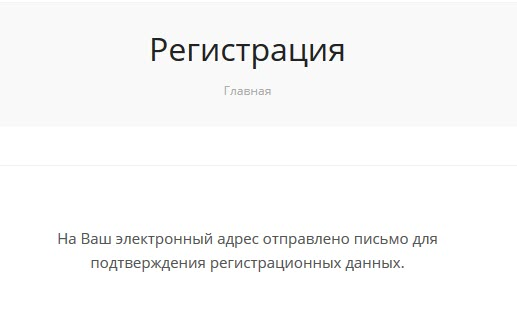 Регистрация
Главная
На Ваш электронный адрес отправлено письмо для
подтверждения регистрационных данных.